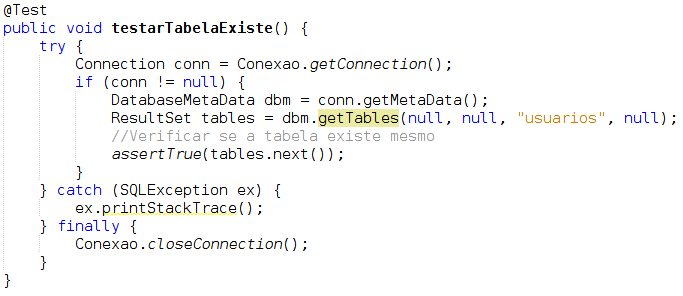 @Test
public void testarTabelaExiste() {
    try {
        Connection conn = Conexao.getConnection();
        if (conn != null) {
            DatabaseMetaData dbm = conn.getMetaData();
            ResultSet tables = dbm.getTables(null, null, "usuarios", null);
            //Verificar se a tabela existe mesmo
            assertTrue(tables.next());
        }
    } catch (SQLException ex) {
        ex.printStackTrace();
    } finally {
        Conexao.closeConnection();
    }
}